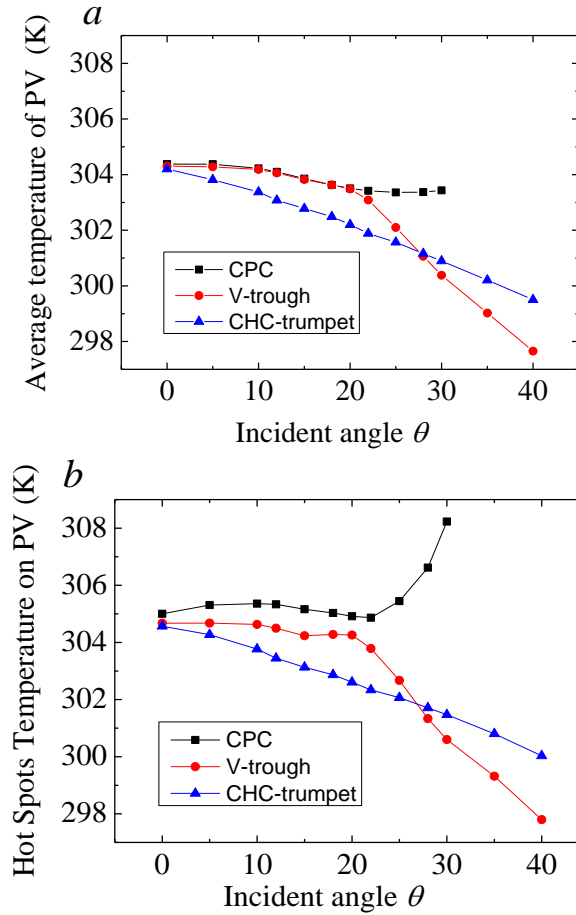 a
Average temperature of PV (K)
308
306
304
302
300
298
CPC
V-trough
CHC-trumpet
0
10
20
30
40
Incident angle θ
b
Hot Spots Temperature on PV (K)
308
306
304
302
300
298
CPC
V-trough
CHC-trumpet
0
10
20
30
40
Incident angle θ